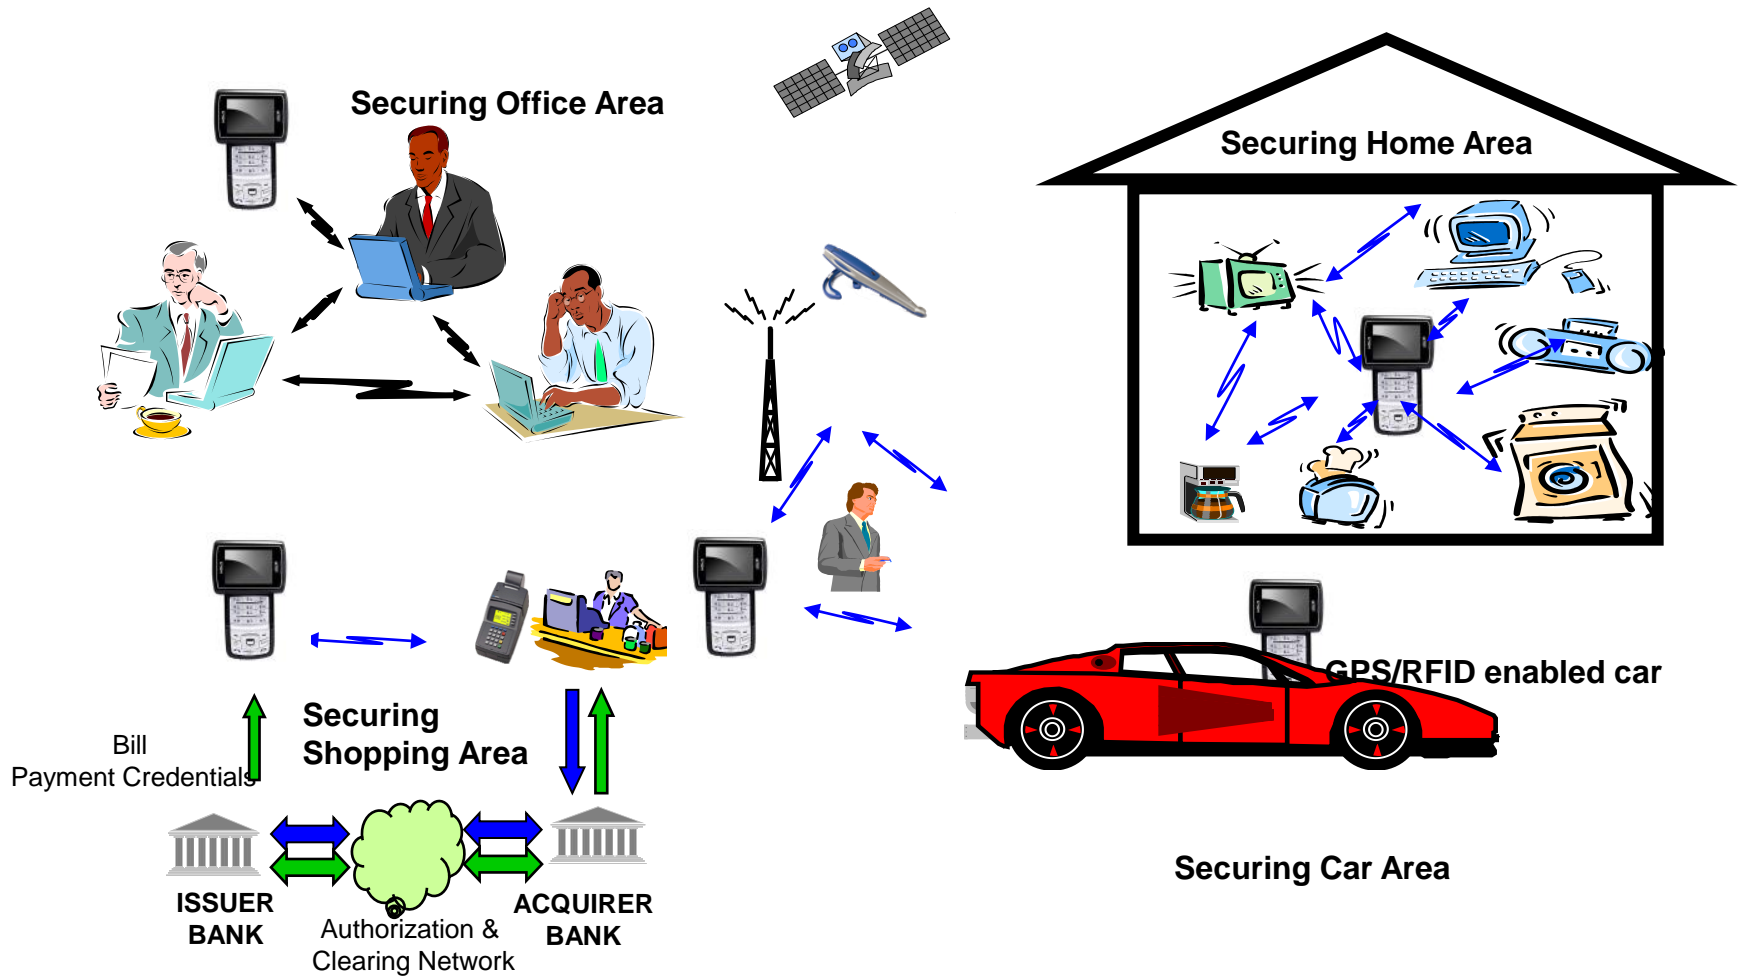 Securing Office Area
Securing Home Area
GPS/RFID enabled car
Securing
Shopping Area
Bill
Payment Credentials
Securing Car Area
ISSUER
BANK
Authorization &
Clearing Network
ACQUIRER
BANK